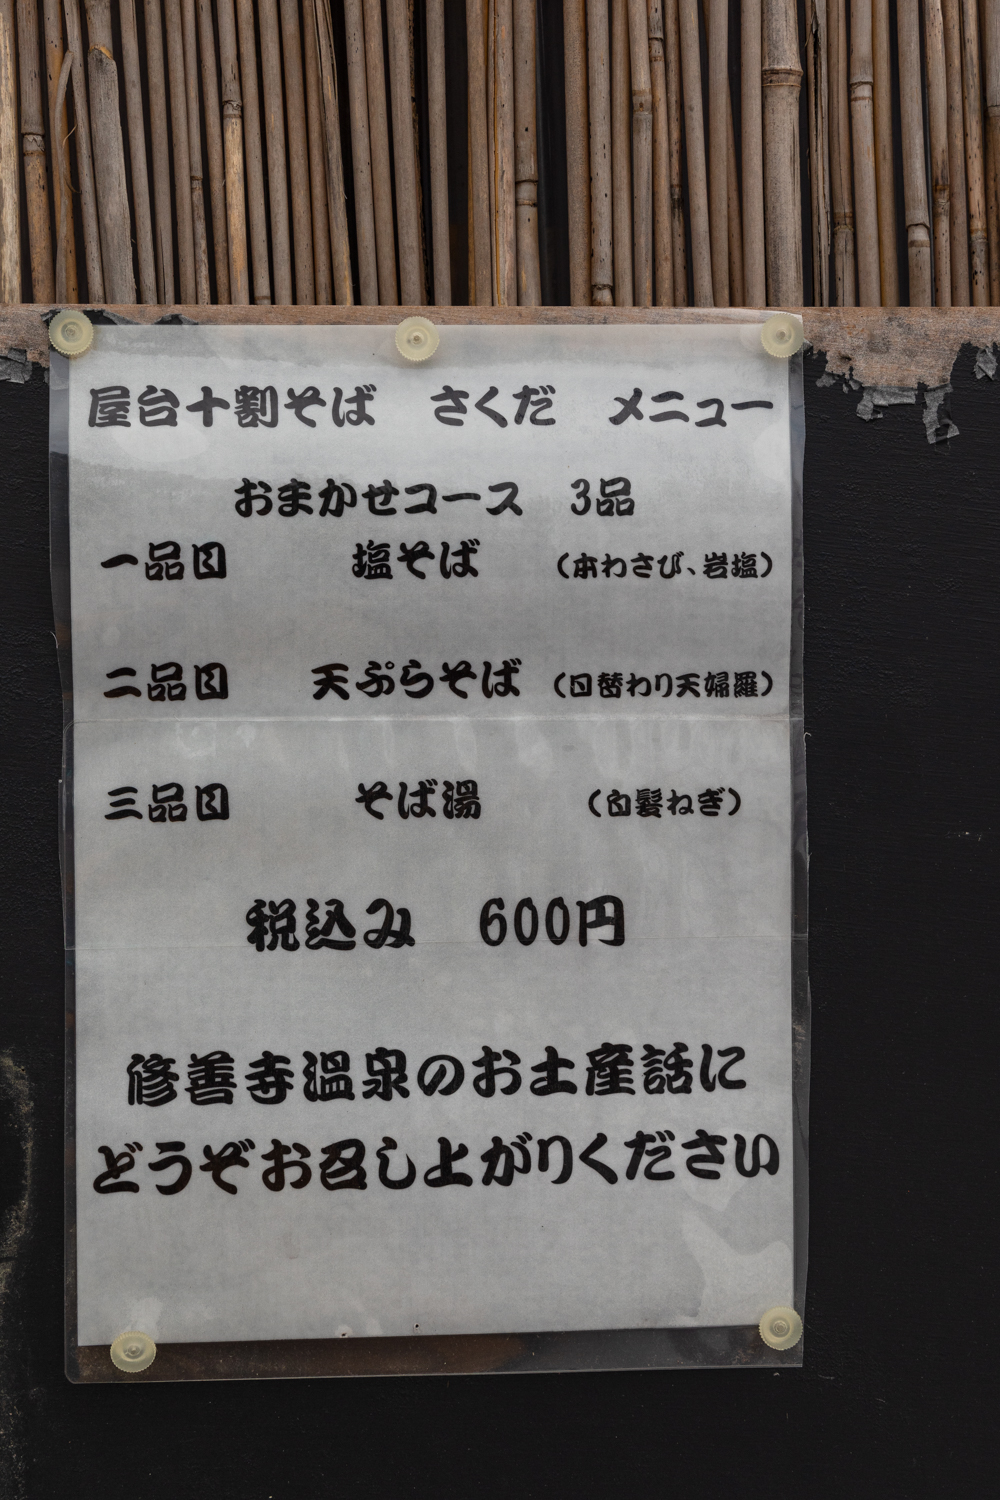 屋台十割そば　さくだ　メニュー
おまかせコース　3品
一品目　塩そば　（本わさび、岩塩）
二品目　天ぷらそば　（日替わり天婦羅）
三品目　そば湯　（白髪ねぎ）
税込み　600円
修善寺温泉のお土産話に
どうぞお召し上がりください